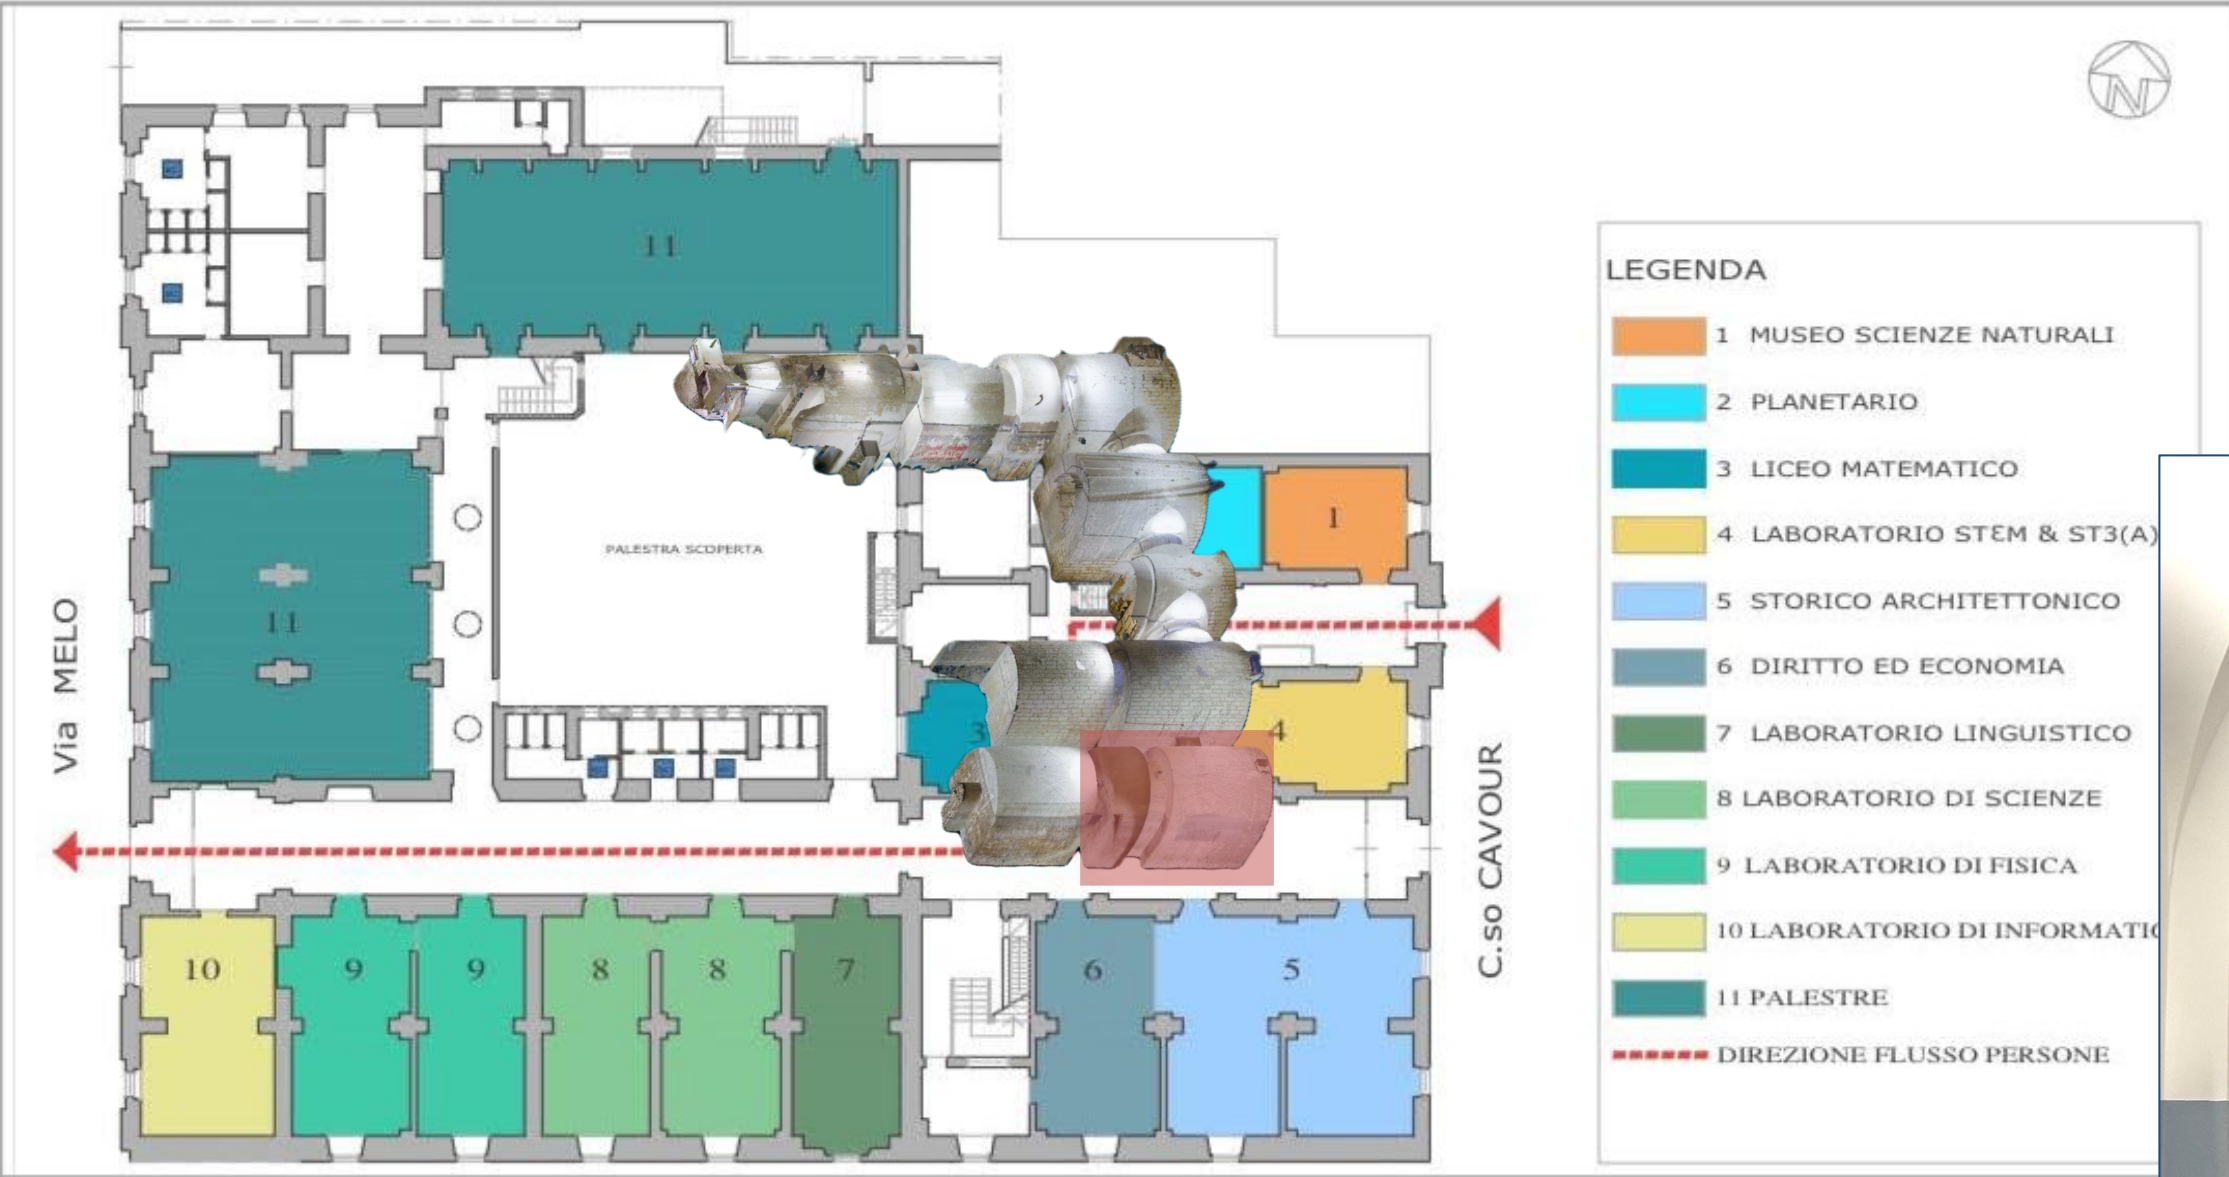 N
11
PALESTRA SCOPERTA
11
Via MELO
1
3
4
C.so CAVOUR
10
9
9
8
8
7
6
5
LEGENDA
1 MUSEO SCIENZE NATURALI
2 PLANETARIO
3 LICEO MATEMATICO
4 LABORATORIO STƐM & ST3(A)
5 STORICO ARCHITETTONICO
6 DIRITTO ED ECONOMIA
7 LABORATORIO LINGUISTICO
8 LABORATORIO DI SCIENZE
9 LABORATORIO DI FISICA
10 LABORATORIO DI INFORMATIC
11 PALESTRE
DIREZIONE FLUSSO PERSONE